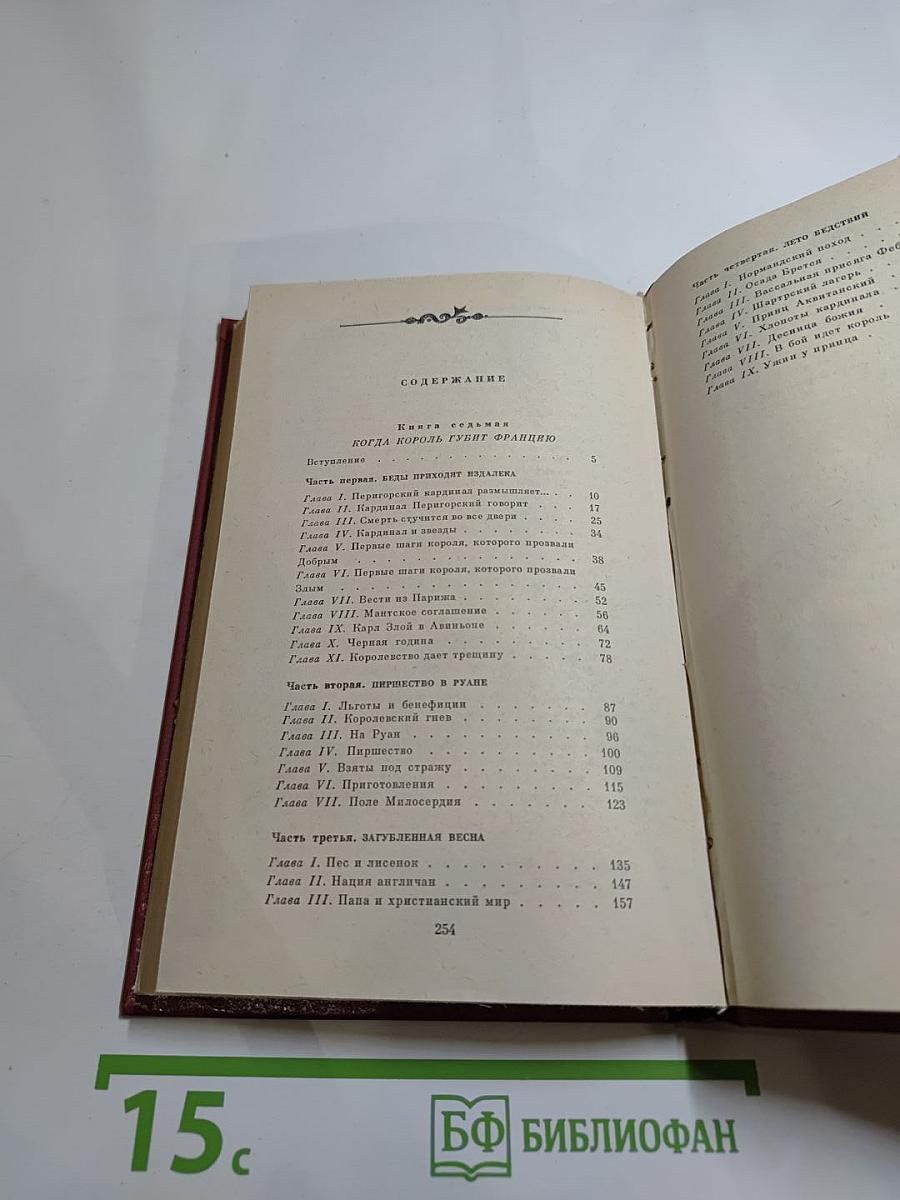 СОДЕРЖАНИЕ
Книга седьмая
КОГДА КОРОЛЬ ГУБИТ ФРАНЦИЮ
Вступление . . . . . . . . . . . . . . 5
Часть первая. БЕДЫ ПРИХОДЯТ ИЗДАЛЕКА
Глава I. Перигорский кардинал размышляет... . . 10
Глава II. Кардинал Перигорский говорит . . . 17
Глава III. Смерть стучится во все двери . . . . 25
Глава IV. Кардинал и звезды . . . . . . . . 34
Глава V. Первые шаги короля, которого прозвали
Добрым . . . . . . . . . . . . . . 38
Глава VI. Первые шаги короля, которого прозвали
Злым . . . . . . . . . . . . . . . 45
Глава VII. Вести из Парижа . . . . . . . . 52
Глава VIII. Мантское соглашение . . . . . . 56
Глава IX. Карл Злой в Авиньоне . . . . . . 64
Глава X. Черная година . . . . . . . . . 72
Глава XI. Королевство дает трещину . . . . . 78
Часть вторая. ПИРШЕСТВО В РУАНЕ
Глава I. Льготы и бенефиции . . . . . . . 87
Глава II. Королевский гнев . . . . . . . . 90
Глава III. На Руан . . . . . . . . . . . 96
Глава IV. Пиршество . . . . . . . . . . 100
Глава V. Взяты под стражу . . . . . . . . 109
Глава VI. Приготовления . . . . . . . . . 115
Глава VII. Поле Милосердия . . . . . . . 123
Часть третья. ЗАГУБЛЕННАЯ ВЕСНА
Глава I. Пес и лисенок . . . . . . . . . . 135
Глава II. Нация англичан . . . . . . . . . 147
Глава III. Папа и христианский мир . . . . . 157
254
Часть четвертая. ЛЕТО БЕДСТВИЙ
Глава I. Нормандский поход . . .
Глава II. Осада Бретея . . . .
Глава III. Вассальная присяга Феб
Глава IV. Шартрский лагерь . .
Глава V. Принц Аквитанский
Глава VI. Хлопоты кардинала .
Глава VII. Десница божия .
Глава VIII. В бой идет король
Глава IX. Ужин у принца .
15 с
БФ БИБЛИОФАН